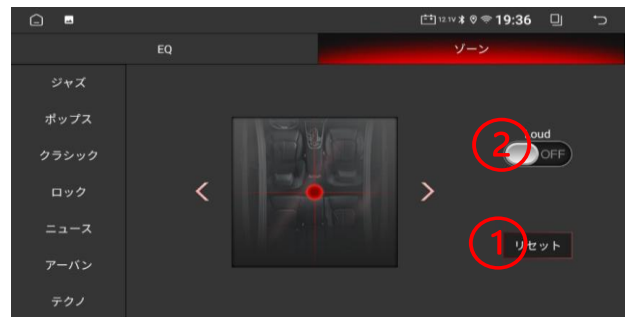 12.1V 19:36
EQ ゾーン
ジャズ
ポップス
クラシック
ロック
ニュース
アーバン
テクノ
② Loud
OFF
① リセット